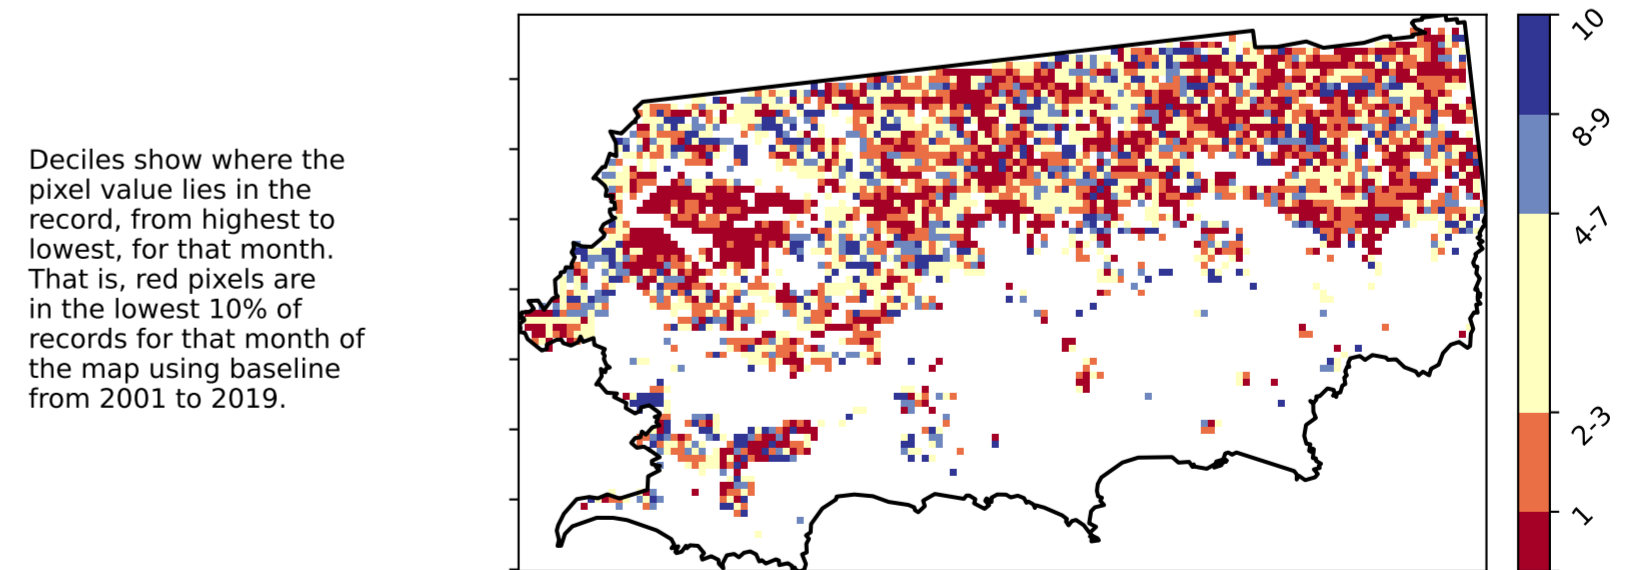 Deciles show where the
pixel value lies in the
record, from highest to
lowest, for that month.
That is, red pixels are
in the lowest 10% of
records for that month of
the map using baseline
from 2001 to 2019.
10
8-9
4-7
2-3
1